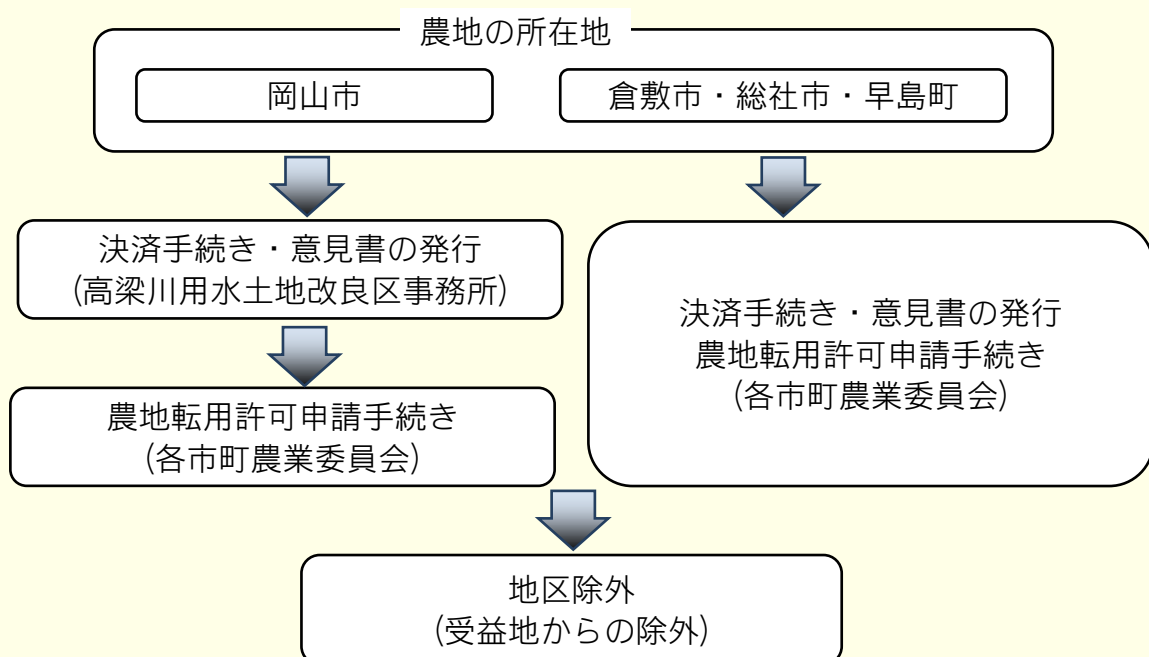 農地の所在地
岡山市
倉敷市・総社市・早島町
決済手続き・意見書の発行
(高梁川用水土地改良区事務所)
農地転用許可申請手続き
(各市町農業委員会)
決済手続き・意見書の発行
農地転用許可申請手続き
(各市町農業委員会)
地区除外
(受益地からの除外)